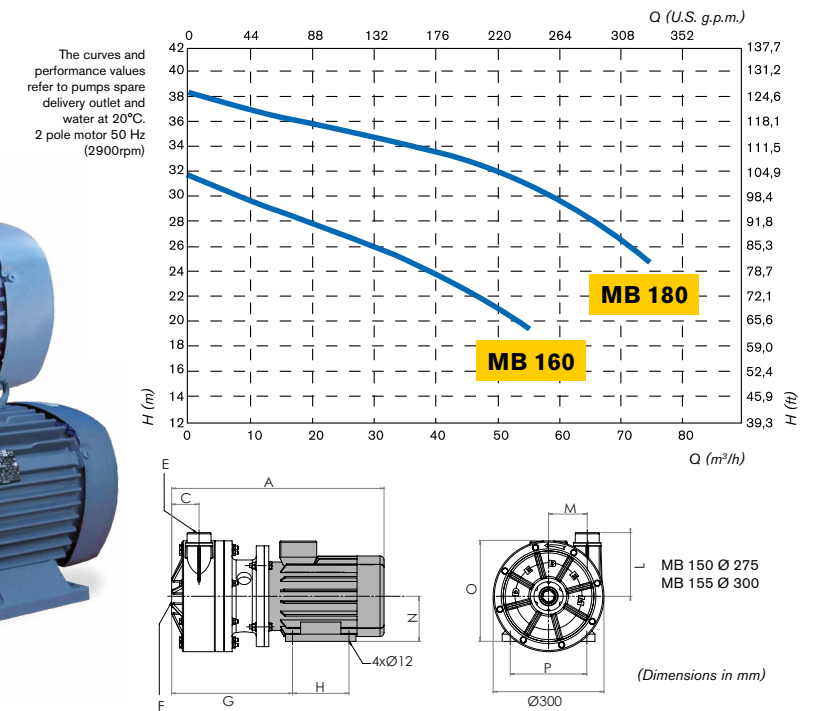 Q (U.S. g.p.m.)
0 44 88 132 176 220 264 308 352
The curves and
performance values
refer to pumps spare
delivery outlet and
water at 20°C.
2 pole motor 50 Hz
(2900rpm)
42 137,7
40 131,2
38 124,6
36 118,1
34 111,5
32 104,9
30 98,4
28 91,8
26 85,3
24 78,7
22 72,1
20 65,6
18 59,0
16 52,4
14 45,9
12 39,3
H (m)
H (ft)
MB 180
MB 160
0 10 20 30 40 50 60 70 80
Q (m³/h)
E
A
C
M
L
MB 150 Ø 275
MB 155 Ø 300
O
N
4xØ12
P
(Dimensions in mm)
H
G
Ø300
F